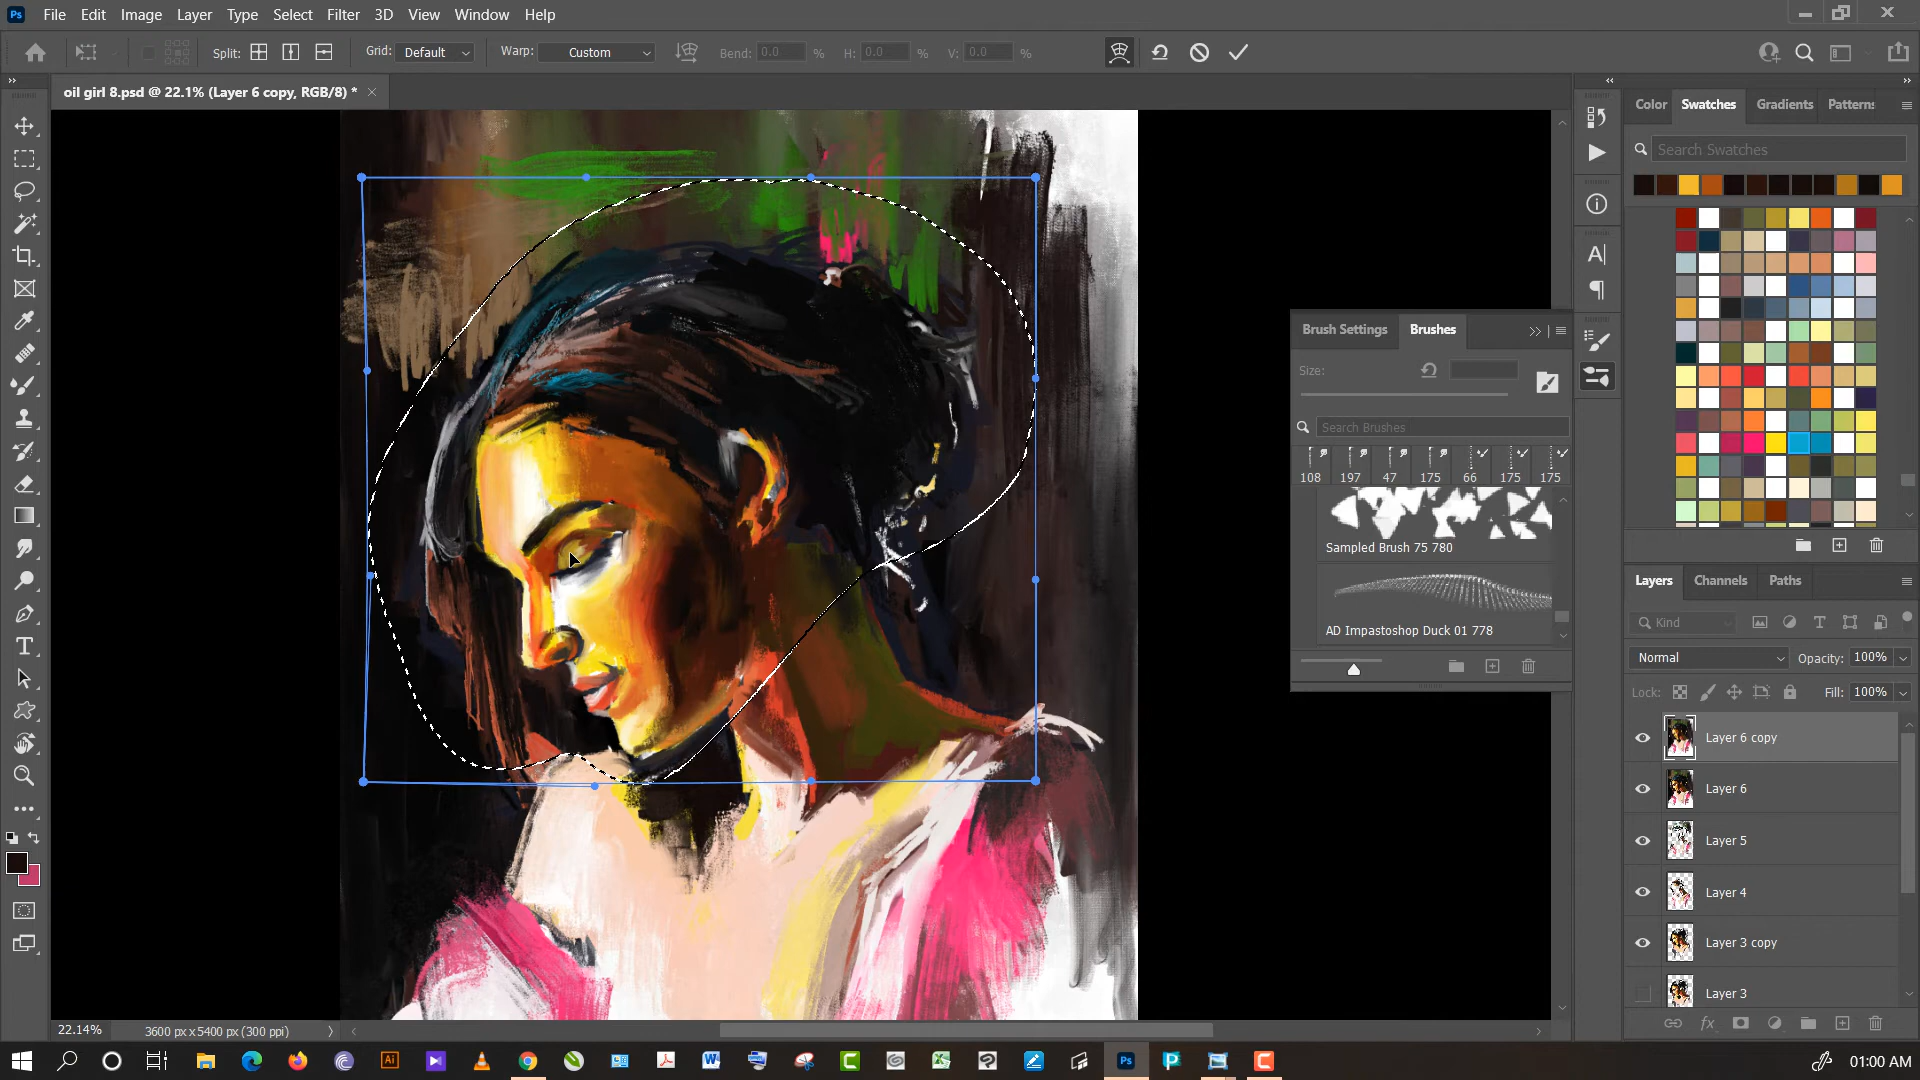 Ps File Edit Image Layer Type Select Filter 3D View Window Help
Split: Grid: Default Warp: Custom Bend: 0.0 % H: 0.0 % V: 0.0 %
oil girl 8.psd @ 22.1% (Layer 6 copy, RGB/8) *
Color Swatches Gradients Patterns
Search Swatches
Brush Settings Brushes
Size:
Search Brushes
108 197 47 175 66 175 175
Sampled Brush 75 780
AD Impastoshop Duck 01 778
Layers Channels Paths
Kind
Normal Opacity: 100%
Lock: Fill: 100%
Layer 6 copy
Layer 6
Layer 5
Layer 4
Layer 3 copy
Layer 3
fx
22.14% 3600 px x 5400 px (300 ppi)
Ai Ps 01:00 AM